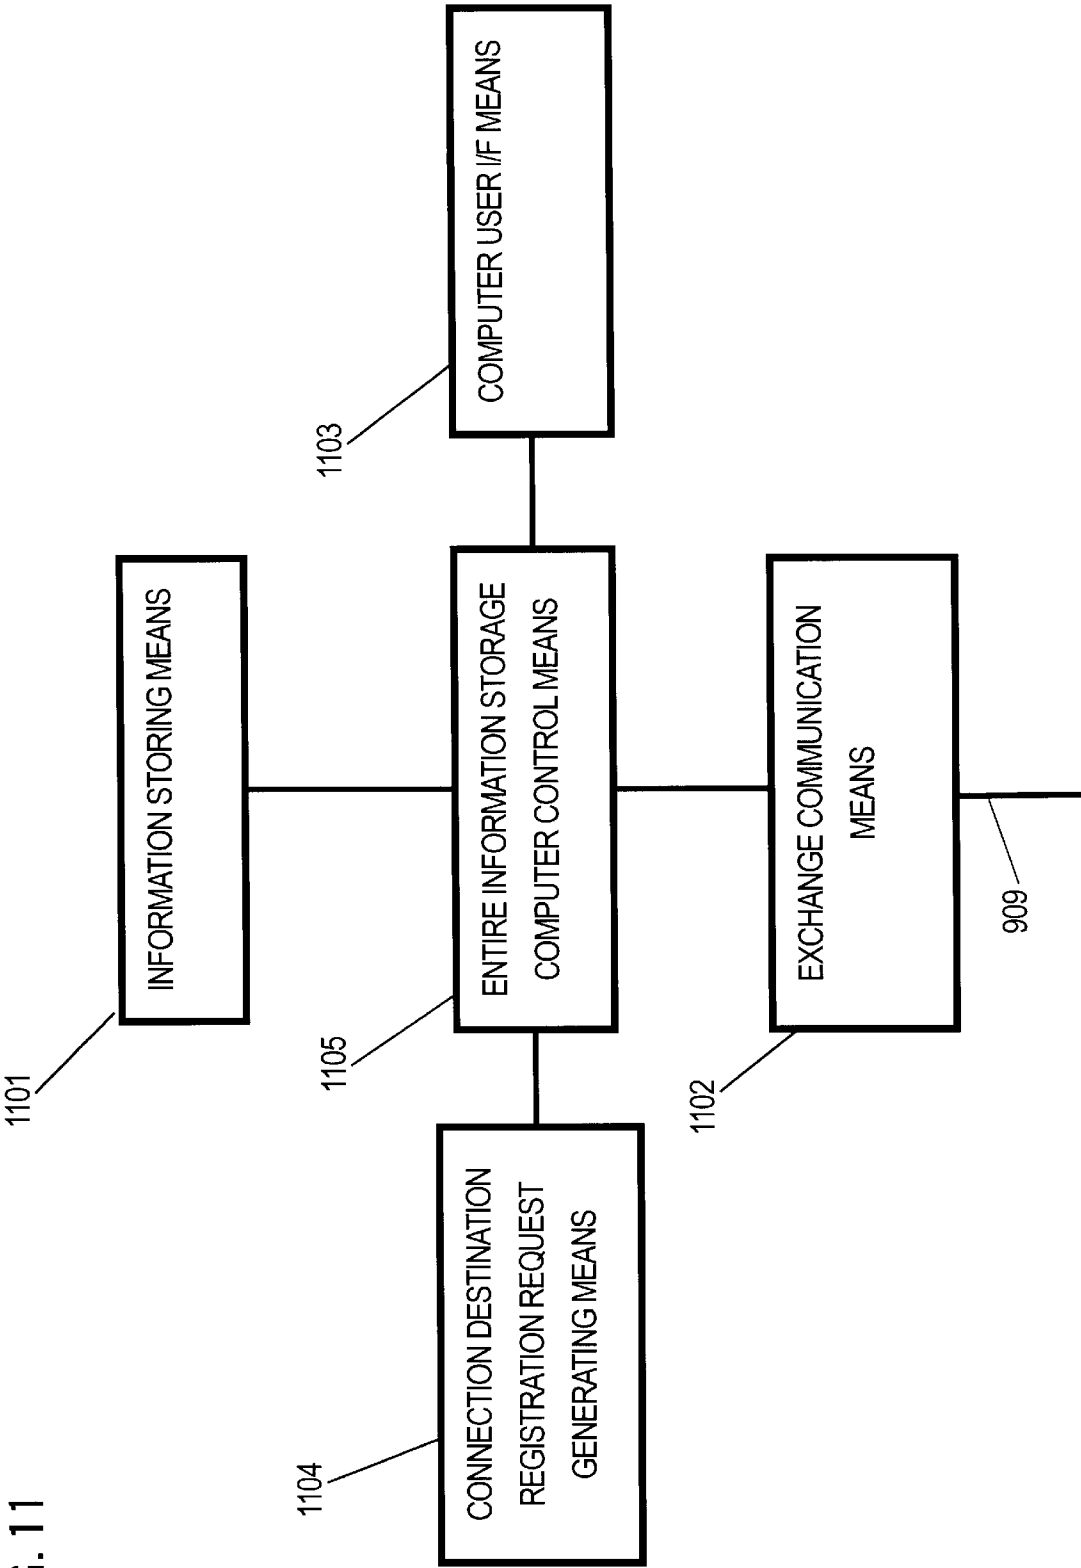 11
1101
INFORMATION STORING MEANS
1104
CONNECTION DESTINATION
REGISTRATION REQUEST
GENERATING MEANS
1105
ENTIRE INFORMATION STORAGE
COMPUTER CONTROL MEANS
1103
COMPUTER USER I/F MEANS
1102
EXCHANGE COMMUNICATION
MEANS
909